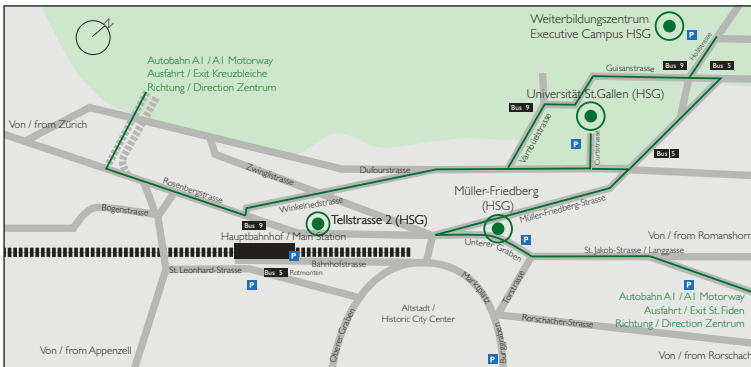 Weiterbildungszentrum
Executive Campus HSG
P
Holzstrasse
Autobahn A1 / A1 Motorway
Ausfahrt / Exit Kreuzbleiche
Richtung / Direction Zentrum
Guisanstrasse
Bus 9
Bus 5
Universität St.Gallen (HSG)
Bus 9
Von / from Zürich
P
Varnbüelstrasse
Curtistrasse
Bus 5
Zwinglistrasse
Dufourstrasse
Rosenbergstrasse
Müller-Friedberg
(HSG)
Winkelriedstrasse
Müller-Friedberg-Strasse
Bogenstrasse
Tellstrasse 2 (HSG)
Bus 9
Hauptbahnhof / Main Station
P
Unterer Graben
P
Von / from Romanshorn
St. Jakob-Strasse / Langgasse
Bahnhofstrasse
St. Leonhard-Strasse
Bus 5
Rotmonten
P
Marktplatz
Torstrasse
P
Autobahn A1 / A1 Motorway
Ausfahrt / Exit St. Fiden
Richtung / Direction Zentrum
Altstadt /
Historic City Center
Oberer Graben
Burggraben
Rorschacher-Strasse
Von / from Appenzell
P
Von / from Rorschach